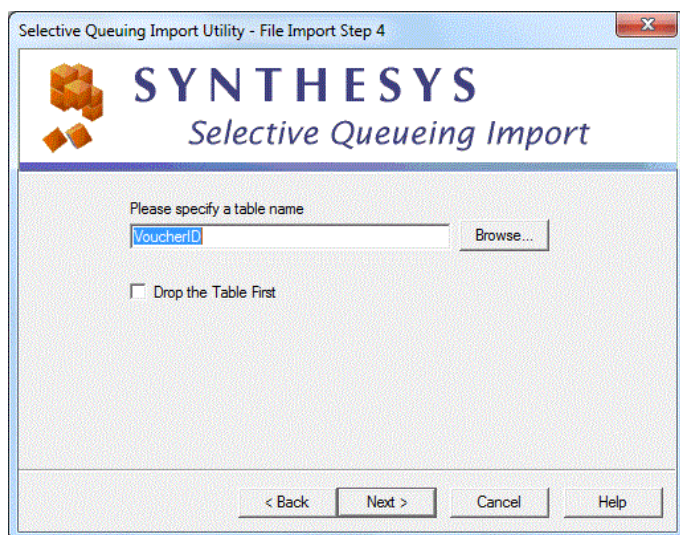 Selective Queuing Import Utility - File Import Step 4
SYNTHESYS
Selective Queueing Import
Please specify a table name
VoucherID
Browse...
Drop the Table First
< Back
Next >
Cancel
Help